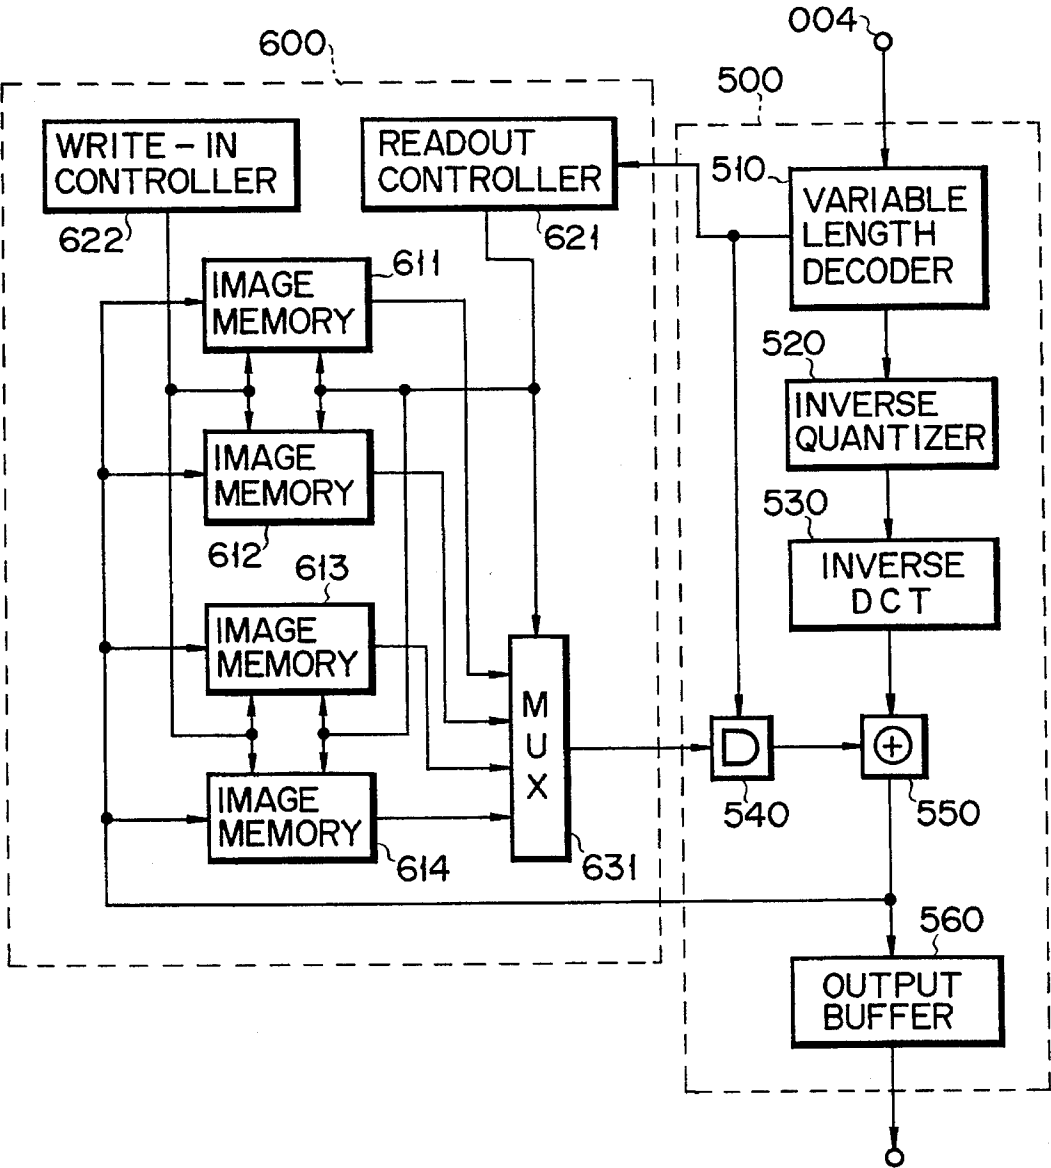 004
600
500
WRITE-IN
CONTROLLER
622
READOUT
CONTROLLER
621
510
VARIABLE
LENGTH
DECODER
IMAGE
MEMORY
611
520
INVERSE
QUANTIZER
IMAGE
MEMORY
612
530
INVERSE
DCT
613
IMAGE
MEMORY
MUX
631
D
540
+
550
IMAGE
MEMORY
614
560
OUTPUT
BUFFER